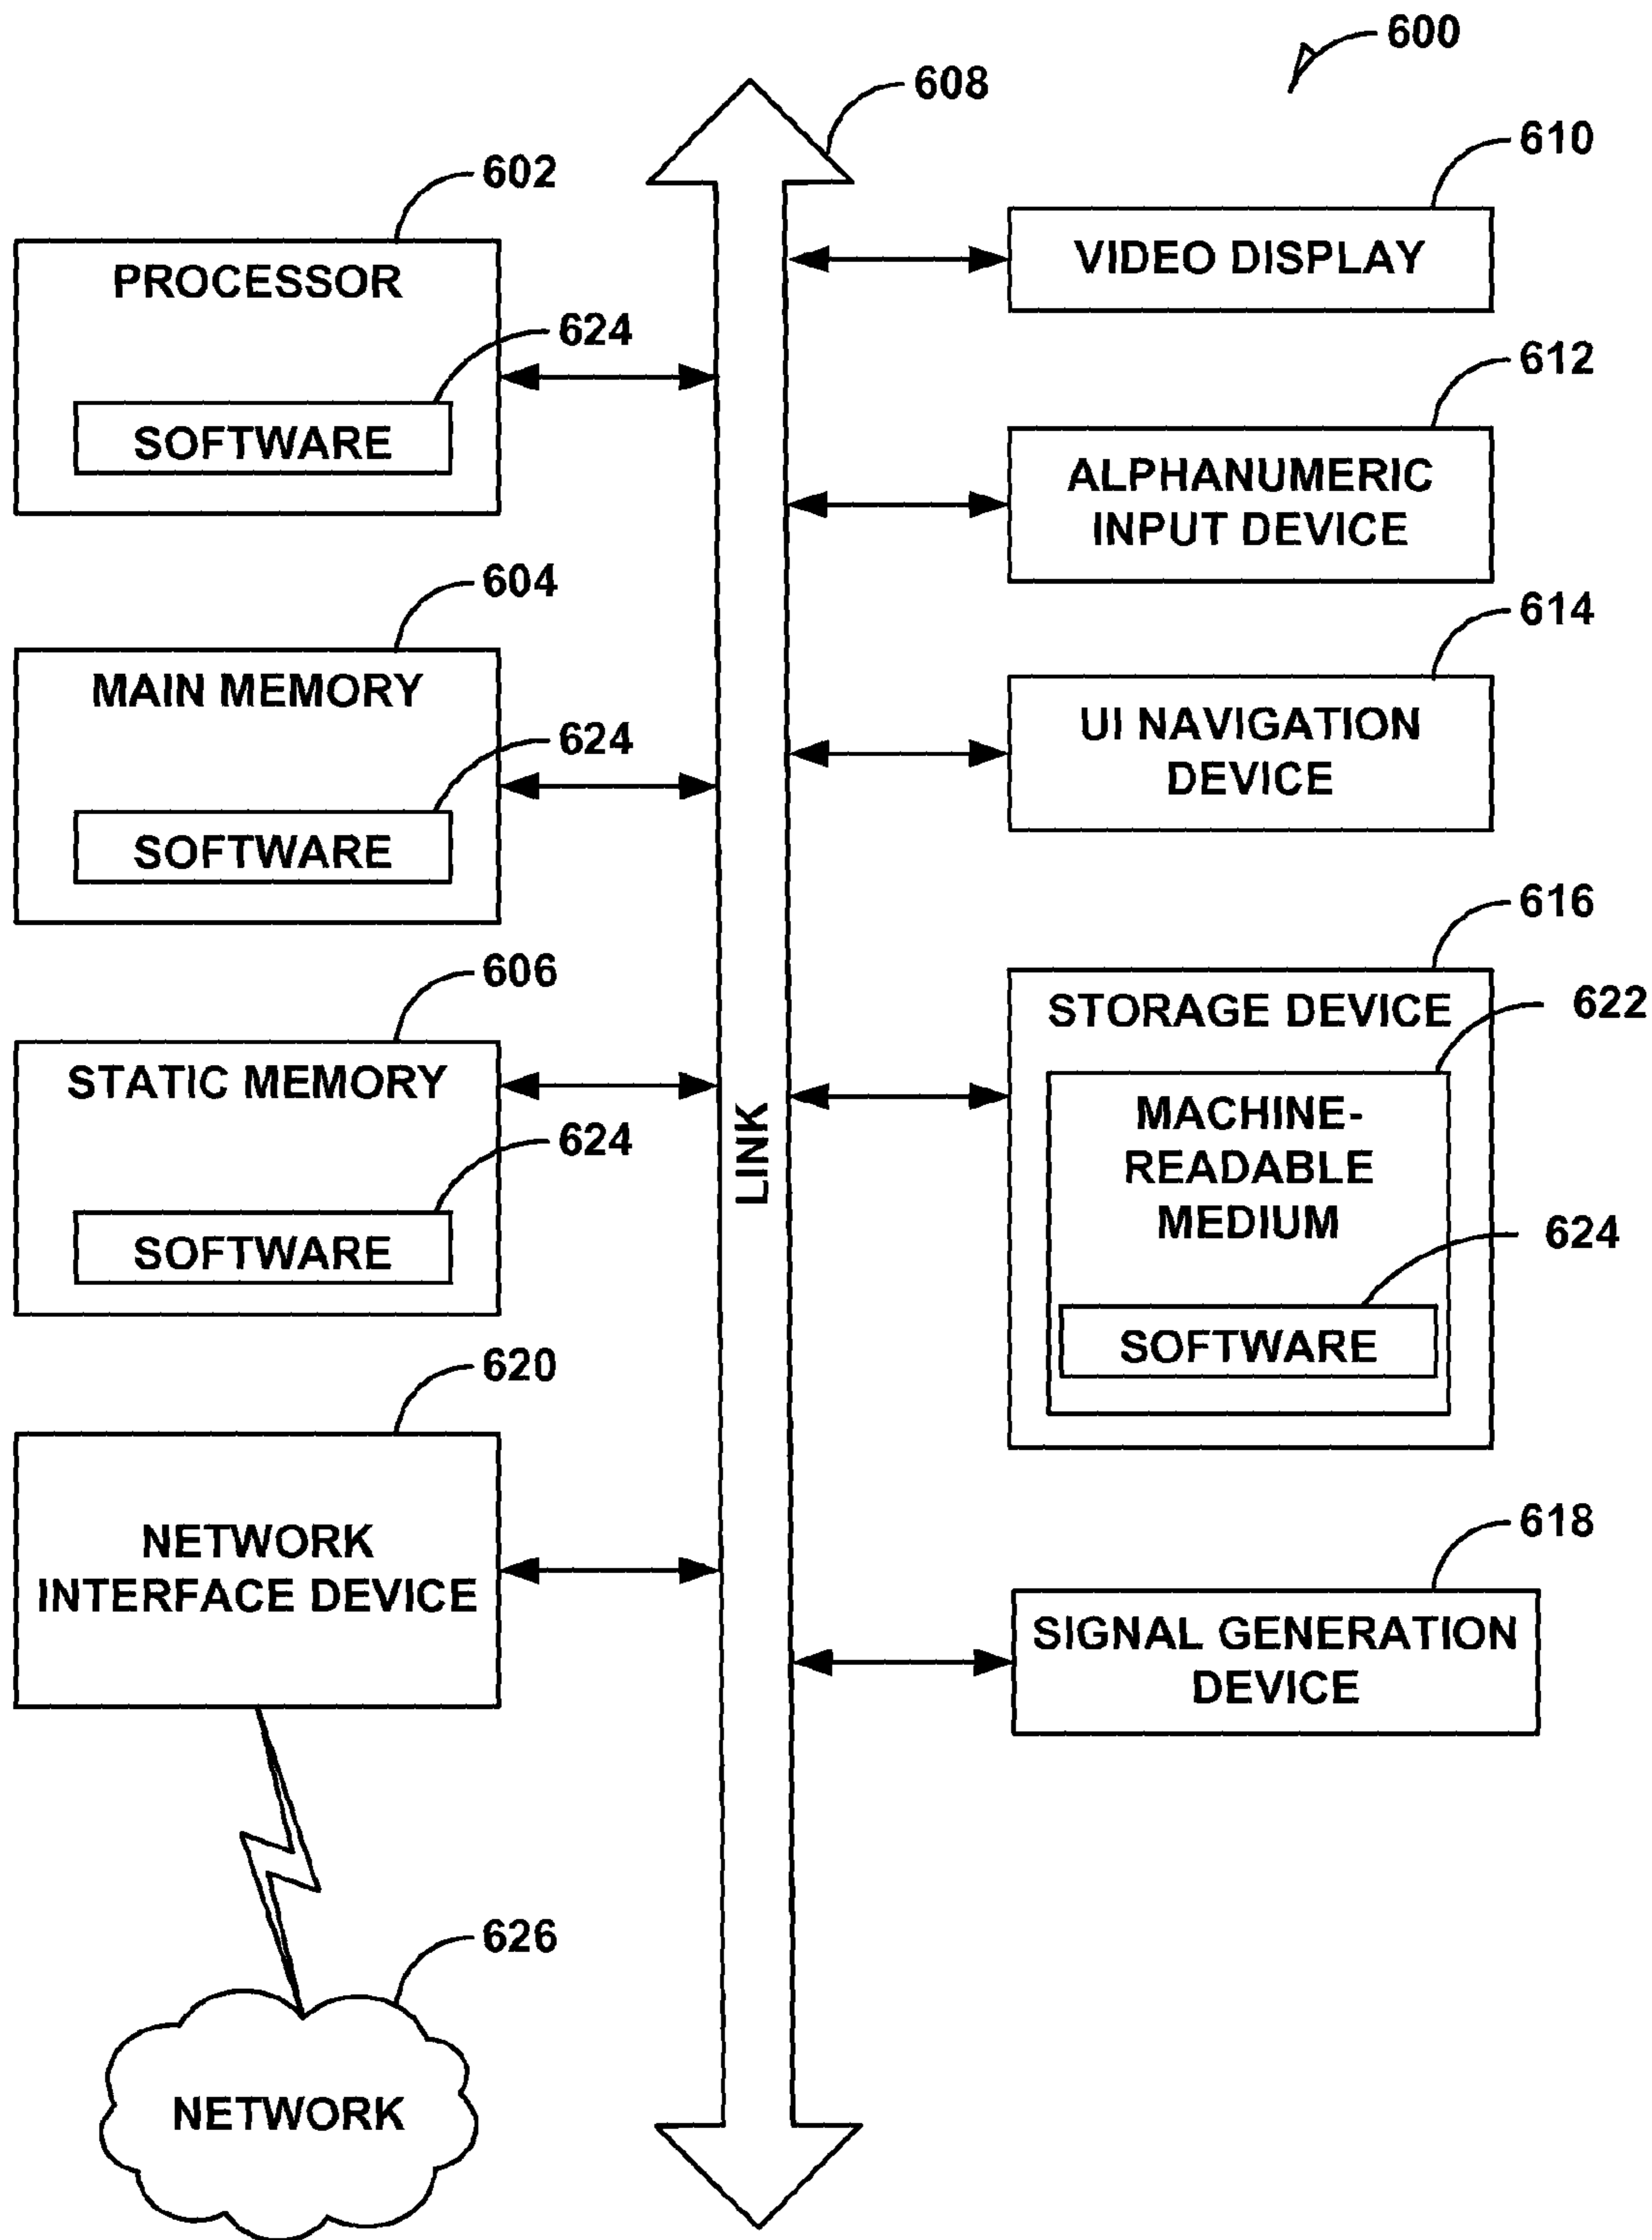 600
608
602
PROCESSOR
624
SOFTWARE
604
MAIN MEMORY
624
SOFTWARE
606
STATIC MEMORY
624
SOFTWARE
620
NETWORK
INTERFACE DEVICE
626
NETWORK
LINK
610
VIDEO DISPLAY
612
ALPHANUMERIC
INPUT DEVICE
614
UI NAVIGATION
DEVICE
616
STORAGE DEVICE
622
MACHINE-
READABLE
MEDIUM
624
SOFTWARE
618
SIGNAL GENERATION
DEVICE